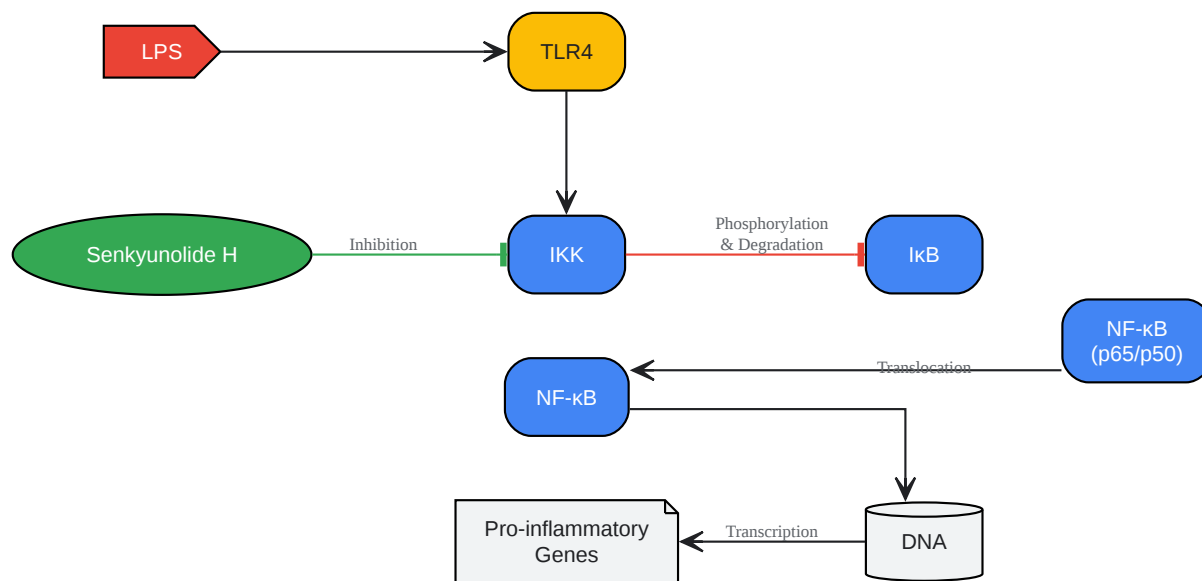 LPS
TLR4
Senkyunolide H
Inhibition
IKK
Phosphorylation
& Degradation
IκB
NF-κB
(p65/p50)
Translocation
NF-κB
Pro-inflammatory
Genes
Transcription
DNA